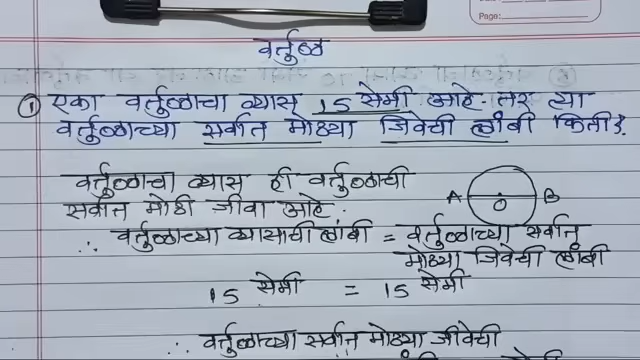 Page:
वर्तुळ
① एका वर्तुळाचा व्यास 15 सेमी आहे. तर त्या
वर्तुळाच्या सर्वात मोठ्या जिवेची लांबी किती?
वर्तुळाचा व्यास ही वर्तुळाची
सर्वात मोठी जीवा आहे.
A O B
∴ वर्तुळाच्या व्यासाची लांबी = वर्तुळाच्या सर्वात
मोठ्या जिवेची लांबी
15 सेमी = 15 सेमी
∴ वर्तुळाच्या सर्वात मोठ्या जीवेची